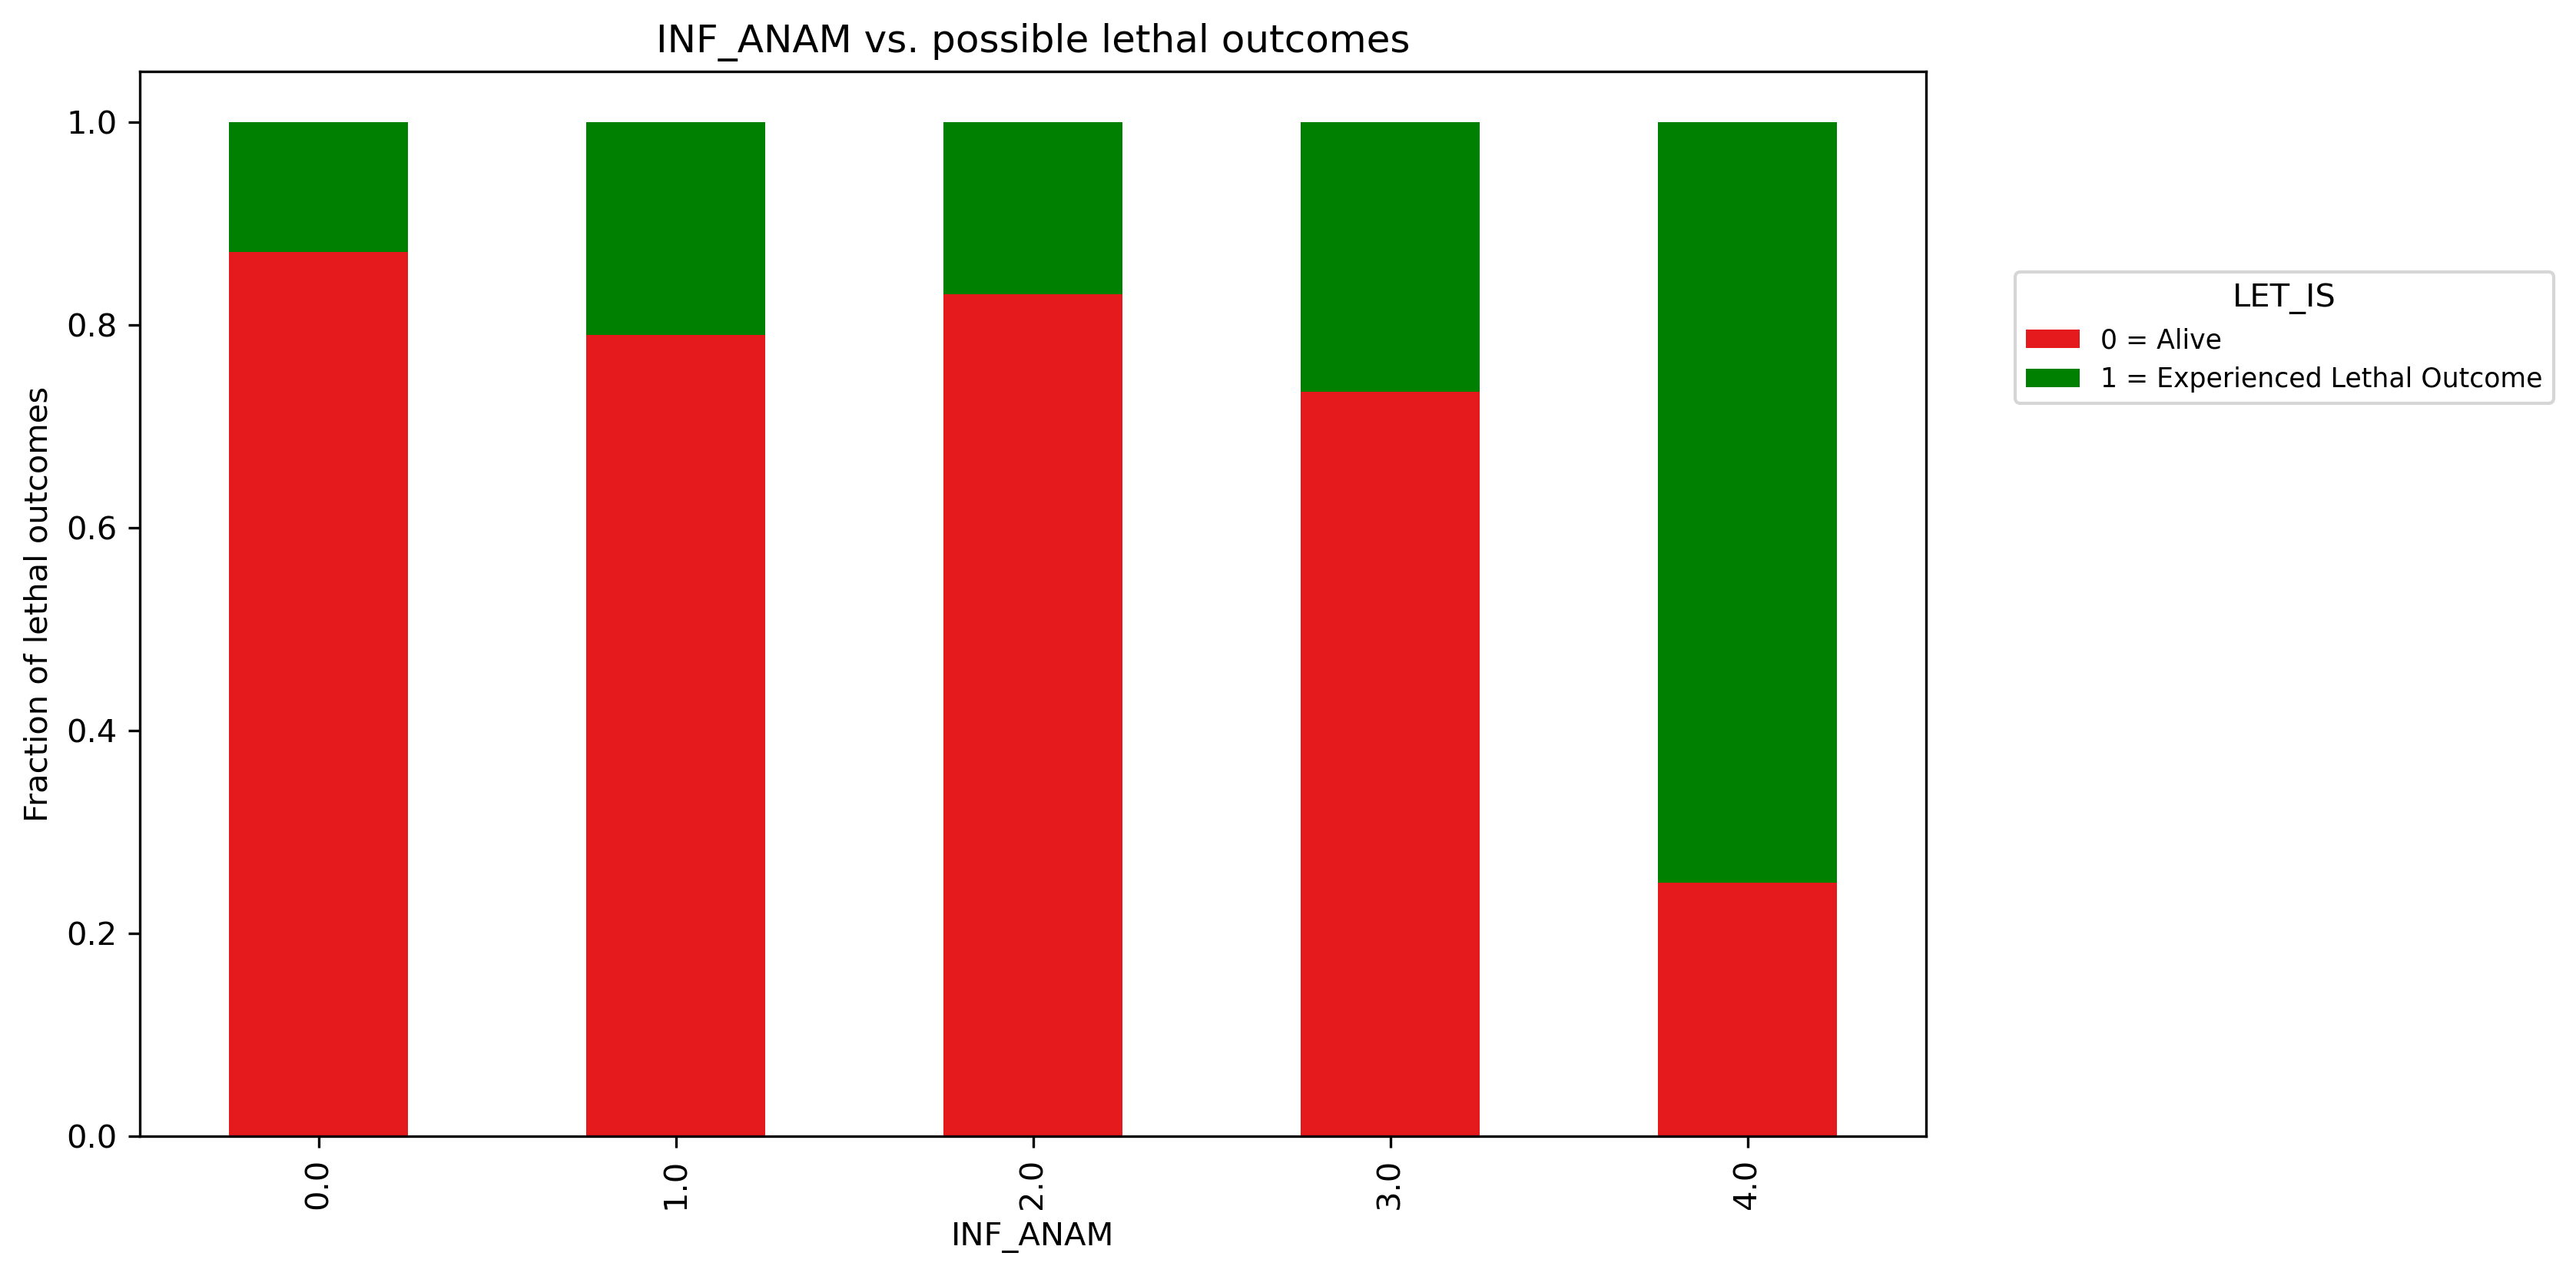 INF_ANAM vs. possible lethal outcomes
Fraction of lethal outcomes
1.0
0.8
0.6
0.4
0.2
0.0
0.0
1.0
2.0
3.0
4.0
INF_ANAM
LET_IS
0 = Alive
1 = Experienced Lethal Outcome